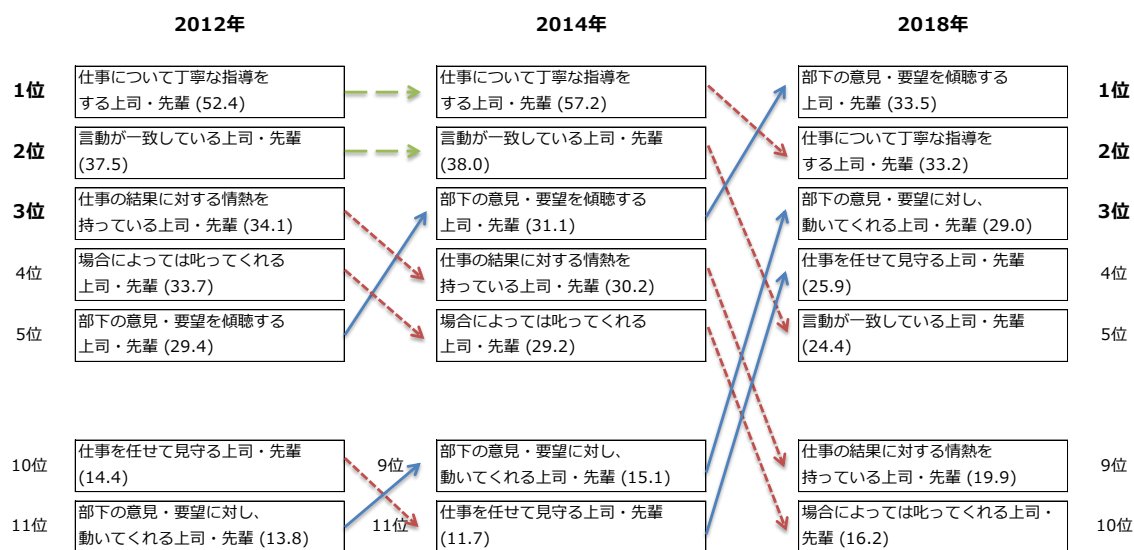 2012年
2014年
2018年
1位
仕事について丁寧な指導を
する上司・先輩 (52.4)
仕事について丁寧な指導を
する上司・先輩 (57.2)
部下の意見・要望を傾聴する
上司・先輩 (33.5)
1位
2位
言動が一致している上司・先輩
(37.5)
言動が一致している上司・先輩
(38.0)
仕事について丁寧な指導を
する上司・先輩 (33.2)
2位
3位
仕事の結果に対する情熱を
持っている上司・先輩 (34.1)
部下の意見・要望を傾聴する
上司・先輩 (31.1)
部下の意見・要望に対し、
動いてくれる上司・先輩 (29.0)
3位
4位
場合によっては叱ってくれる
上司・先輩 (33.7)
仕事の結果に対する情熱を
持っている上司・先輩 (30.2)
仕事を任せて見守る上司・先輩
(25.9)
4位
5位
部下の意見・要望を傾聴する
上司・先輩 (29.4)
場合によっては叱ってくれる
上司・先輩 (29.2)
言動が一致している上司・先輩
(24.4)
5位
10位
仕事を任せて見守る上司・先輩
(14.4)
9位
部下の意見・要望に対し、
動いてくれる上司・先輩 (15.1)
仕事の結果に対する情熱を
持っている上司・先輩 (19.9)
9位
11位
部下の意見・要望に対し、
動いてくれる上司・先輩 (13.8)
11位
仕事を任せて見守る上司・先輩
(11.7)
場合によっては叱ってくれる上司・
先輩 (16.2)
10位